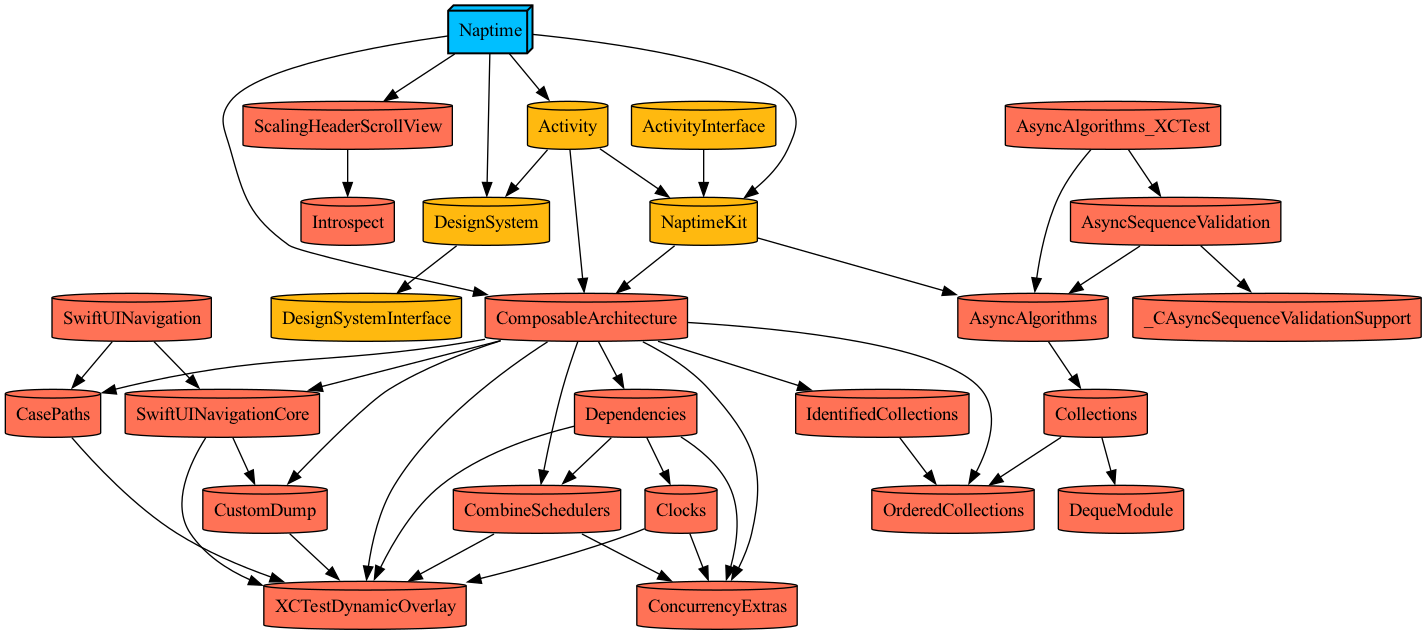 Naptime
ScalingHeaderScrollView
Activity
ActivityInterface
AsyncAlgorithms_XCTest
Introspect
DesignSystem
NaptimeKit
AsyncSequenceValidation
SwiftUINavigation
DesignSystemInterface
ComposableArchitecture
AsyncAlgorithms
_CAsyncSequenceValidationSupport
CasePaths
SwiftUINavigationCore
Dependencies
IdentifiedCollections
Collections
CustomDump
CombineSchedulers
Clocks
OrderedCollections
DequeModule
XCTestDynamicOverlay
ConcurrencyExtras